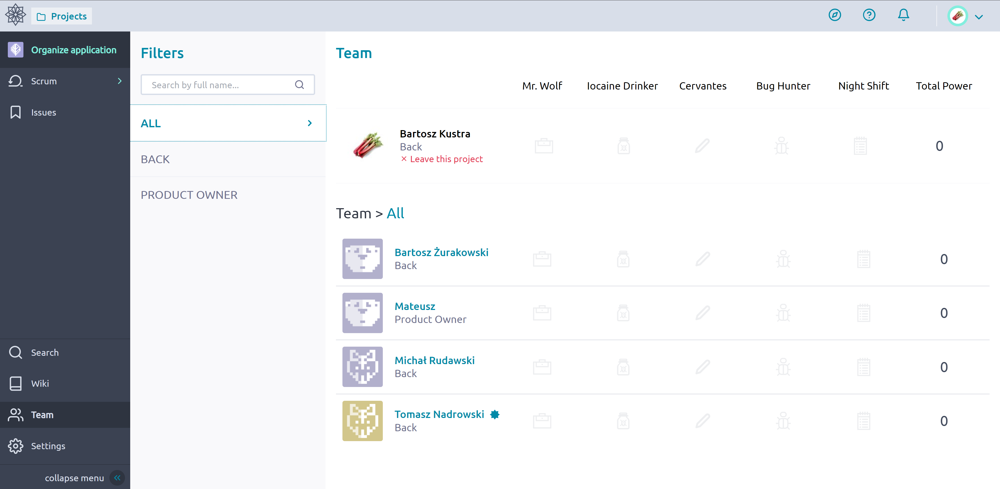 Projects
Organize application
Scrum
Issues
Search
Wiki
Team
Settings
collapse menu
Filters
Search by full name...
ALL
BACK
PRODUCT OWNER
Team
Mr. Wolf Iocaine Drinker Cervantes Bug Hunter Night Shift Total Power
Bartosz Kustra
Back
Leave this project
0
Team > All
Bartosz Żurakowski
Back
0
Mateusz
Product Owner
0
Michał Rudawski
Back
0
Tomasz Nadrowski
Back
0